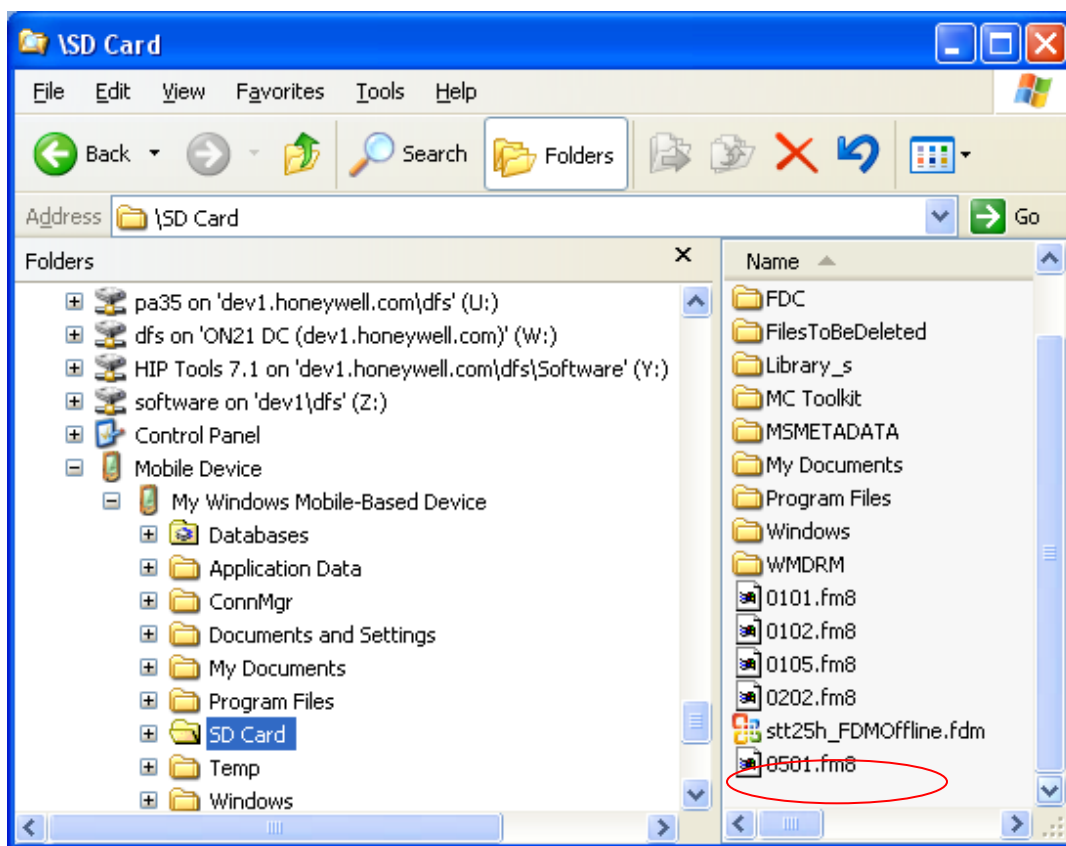 \SD Card
File Edit View Favorites Tools Help
Back Search Folders
Address \SD Card Go
Folders
pa35 on 'dev1.honeywell.com\dfs' (U:)
dfs on 'ON21 DC (dev1.honeywell.com)' (W:)
HIP Tools 7.1 on 'dev1.honeywell.com\dfs\Software' (Y:)
software on 'dev1\dfs' (Z:)
Control Panel
Mobile Device
My Windows Mobile-Based Device
Databases
Application Data
ConnMgr
Documents and Settings
My Documents
Program Files
SD Card
Temp
Windows
Name
FDC
FilesToBeDeleted
Library_s
MC Toolkit
MSMETADATA
My Documents
Program Files
Windows
WMDRM
0101.fm8
0102.fm8
0105.fm8
0202.fm8
stt25h_FDMOffline.fdm
0501.fm8